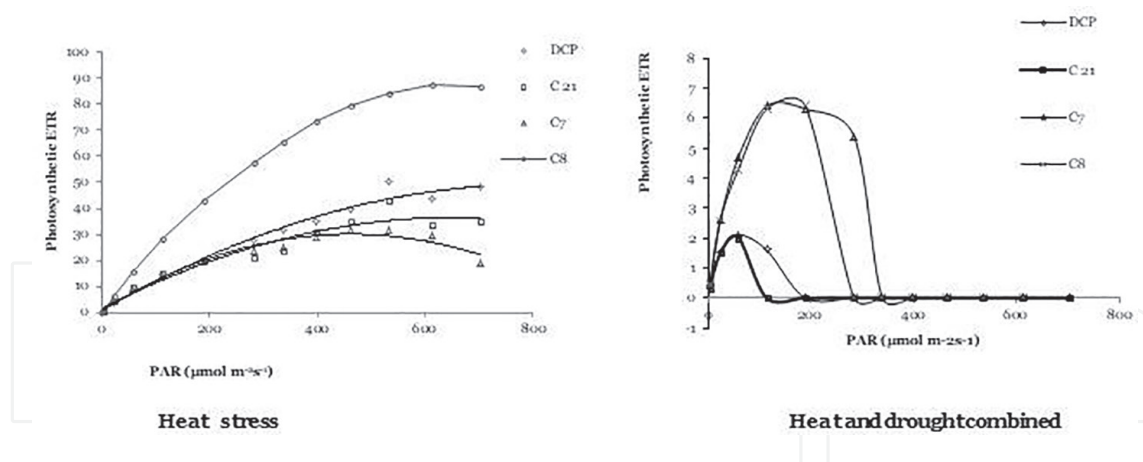 100
90
80
70
60
50
40
30
20
10
0
Photosynthetic ETR
0 200 400 600 800
PAR (µmol m-2s-1)
DCP
C 21
C7
C8
Heat stress
8
7
6
5
4
3
2
1
0
-1
Photosynthetic ETR
0 200 400 600 800
PAR (µmol m-2s-1)
DCP
C 21
C7
C8
Heat and drought combined